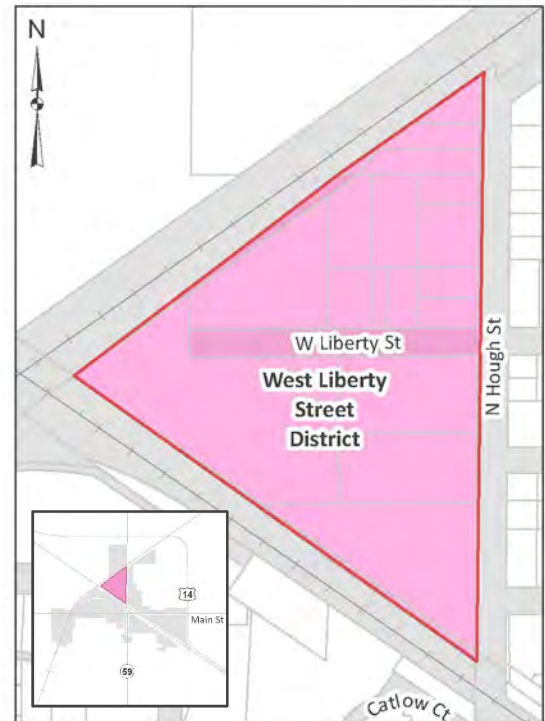 N
W Liberty St
N Hough St
West Liberty
Street
District
14
Main St
59
Catlow Ct